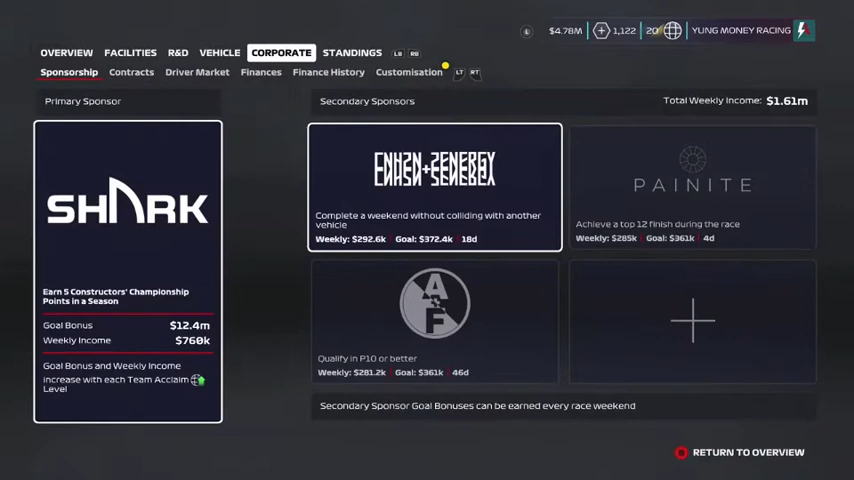 $4.78M 1,122 20 YUNG MONEY RACING
OVERVIEW FACILITIES R&D VEHICLE CORPORATE STANDINGS LB RB
Sponsorship Contracts Driver Market Finances Finance History Customisation LT RT
Primary Sponsor
Secondary Sponsors
Total Weekly Income: $1.61m
SHARK
Earn 5 Constructors' Championship
Points in a Season
Goal Bonus $12.4m
Weekly Income $760k
Goal Bonus and Weekly Income
increase with each Team Acclaim
Level
Complete a weekend without colliding with another
vehicle
Weekly: $292.6k Goal: $372.4k 18d
PAINITE
Achieve a top 12 finish during the race
Weekly: $285k Goal: $361k 4d
A
F
Qualify in P10 or better
Weekly: $281.2k Goal: $361k 46d
Secondary Sponsor Goal Bonuses can be earned every race weekend
RETURN TO OVERVIEW